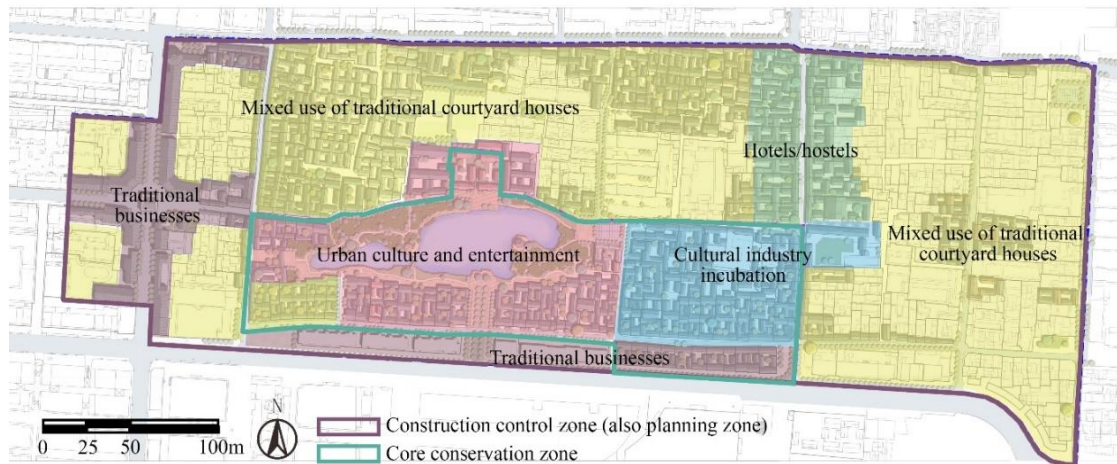 Mixed use of traditional courtyard houses
Hotels/hostels
Traditional
businesses
Mixed use of traditional
courtyard houses
Urban culture and entertainment
Cultural industry
incubation
Traditional businesses
N
0 25 50 100m
Construction control zone (also planning zone)
Core conservation zone